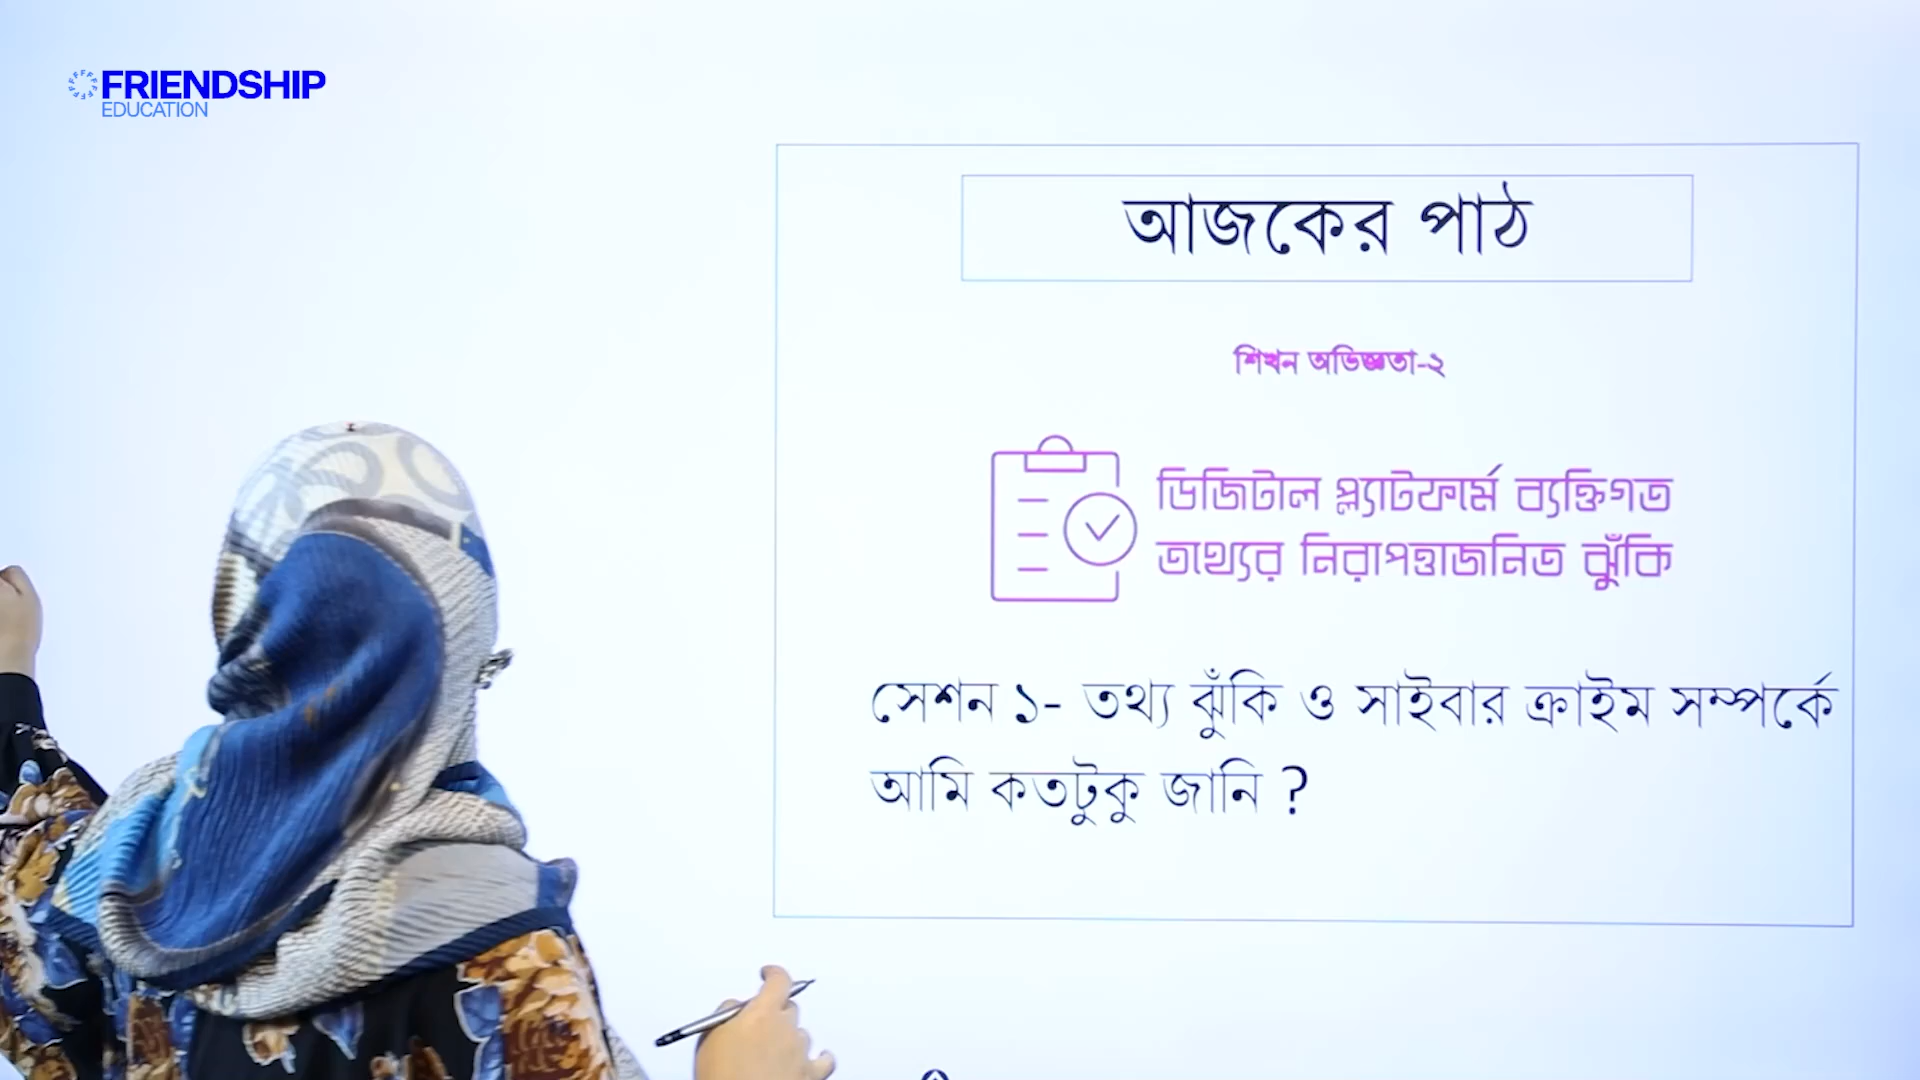 FRIENDSHIP
EDUCATION
আজকের পাঠ
শিখন অভিজ্ঞতা-২
ডিজিটাল প্ল্যাটফর্মে ব্যক্তিগত
তথ্যের নিরাপত্তাজনিত ঝুঁকি
সেশন ১- তথ্য ঝুঁকি ও সাইবার ক্রাইম সম্পর্কে
আমি কতটুকু জানি ?